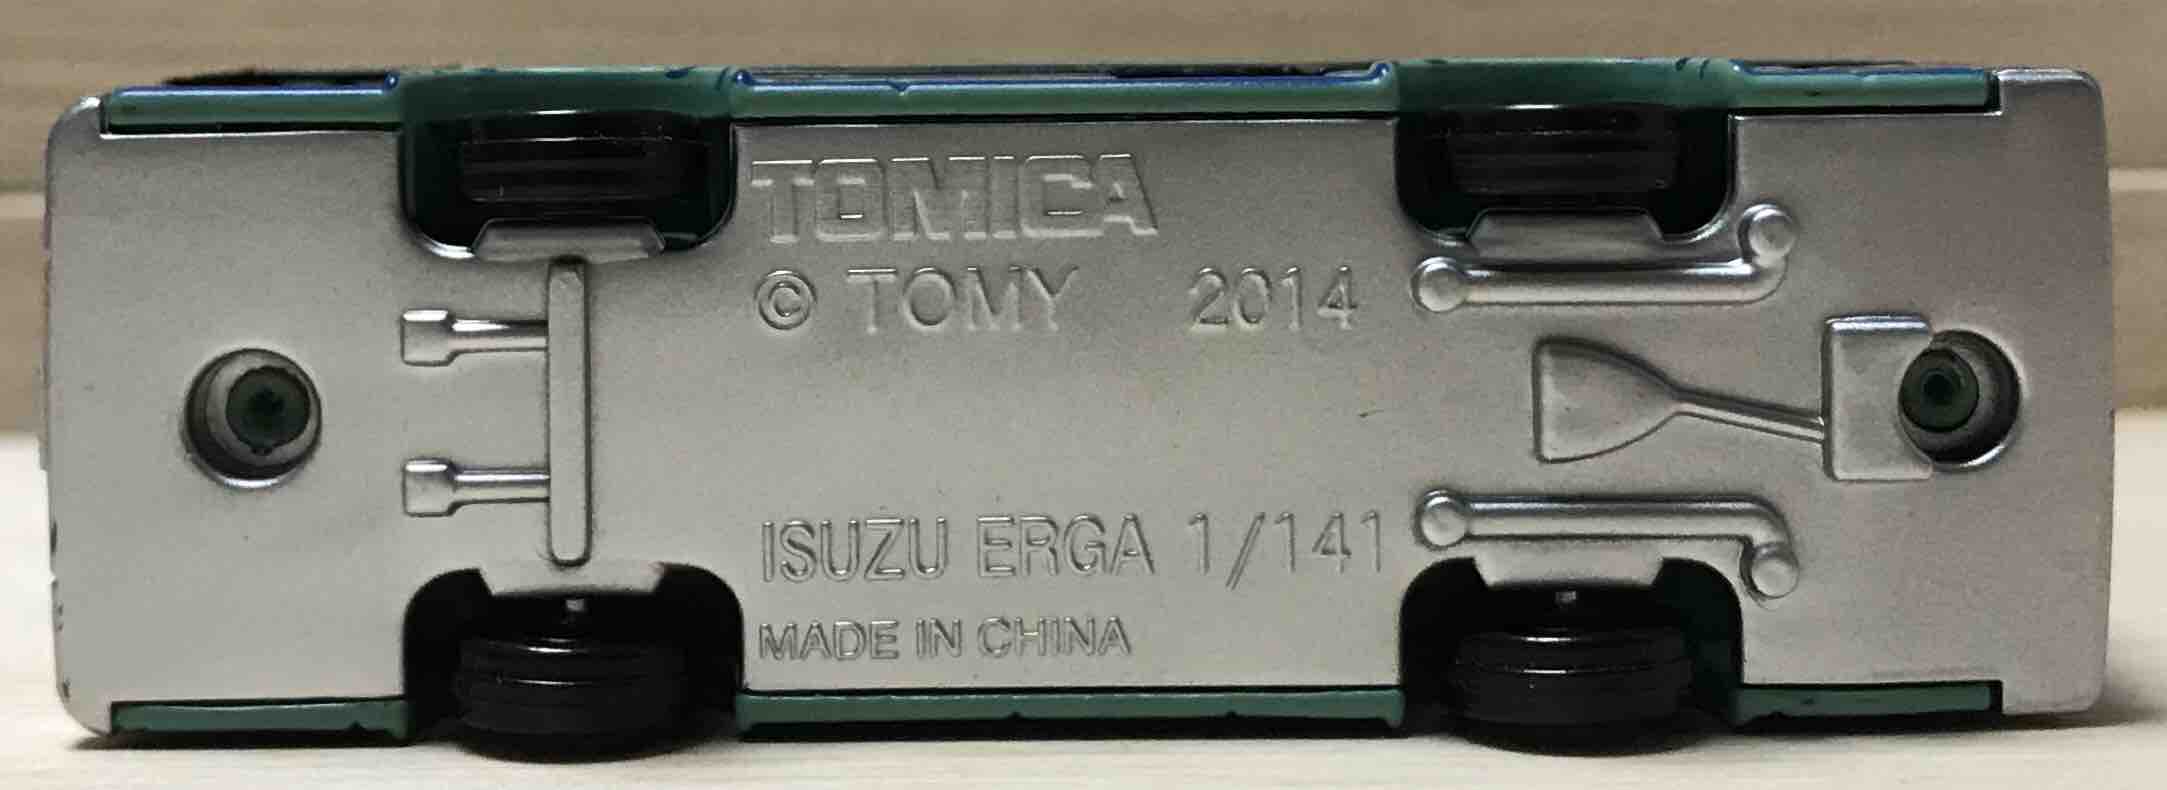 TOMICA
© TOMY 2014
ISUZU ERGA 1/141
MADE IN CHINA